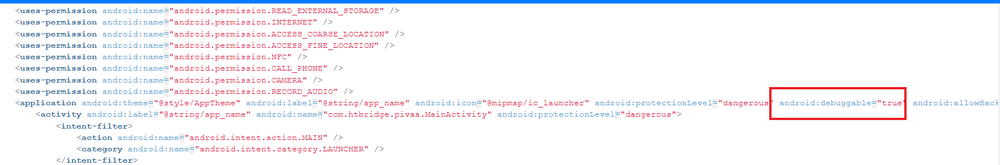 <uses-permission android:name="android.permission.READ_EXTERNAL_STORAGE" />
<uses-permission android:name="android.permission.INTERNET" />
<uses-permission android:name="android.permission.ACCESS_COARSE_LOCATION" />
<uses-permission android:name="android.permission.ACCESS_FINE_LOCATION" />
<uses-permission android:name="android.permission.NFC" />
<uses-permission android:name="android.permission.CALL_PHONE" />
<uses-permission android:name="android.permission.CAMERA" />
<uses-permission android:name="android.permission.RECORD_AUDIO" />
<application android:theme="@style/AppTheme" android:label="@string/app_name" android:icon="@mipmap/ic_launcher" android:protectionLevel="dangerous" android:debuggable="true" android:allowBack
<activity android:label="@string/app_name" android:name="com.htbridge.pivaa.MainActivity" android:protectionLevel="dangerous">
<intent-filter>
<action android:name="android.intent.action.MAIN" />
<category android:name="android.intent.category.LAUNCHER" />
</intent-filter>